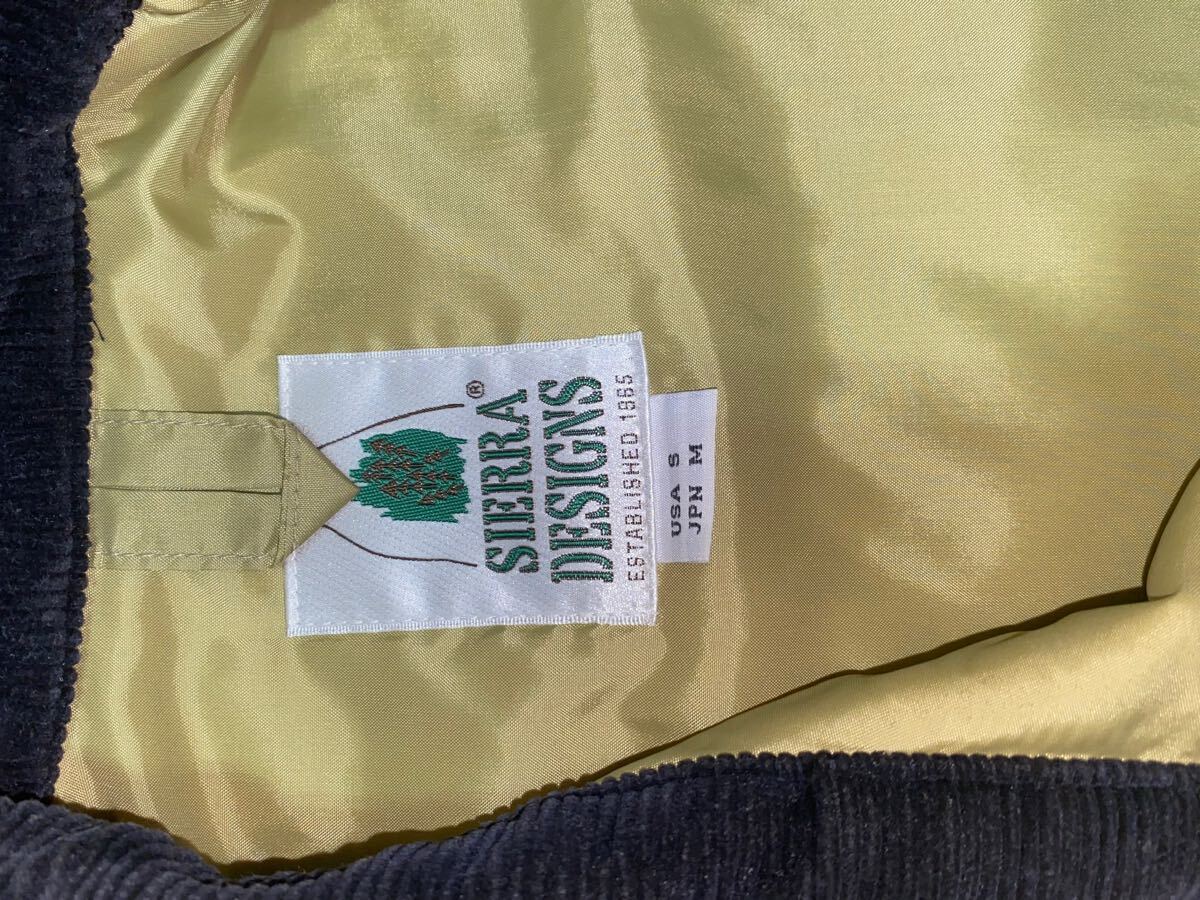 ®
SIERRA
DESIGNS
ESTABLISHED 1965
USA S
JPN M